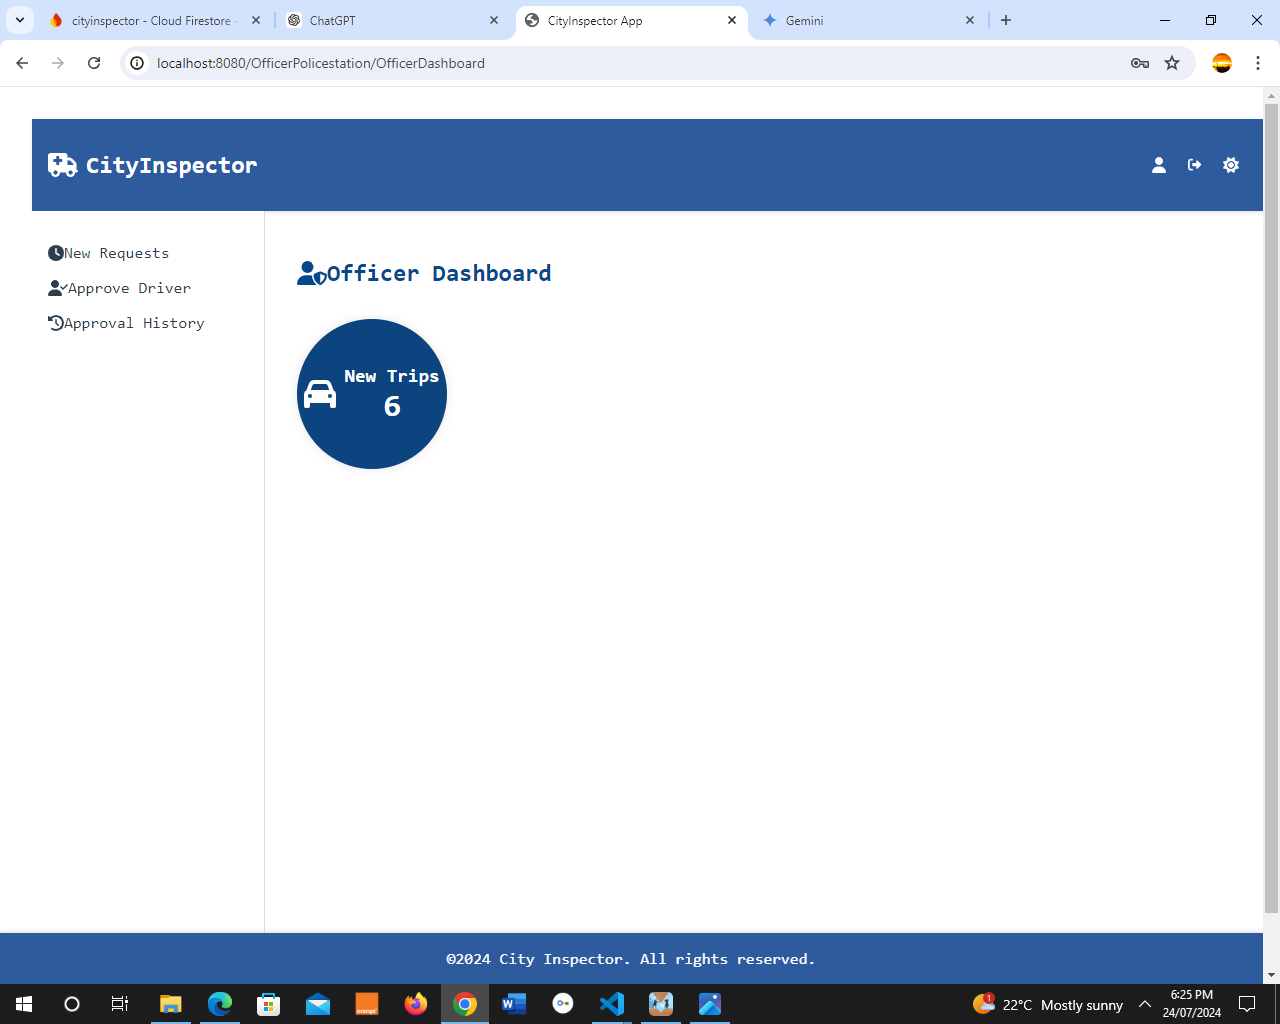 cityinspector - Cloud Firestore -
ChatGPT
CityInspector App
Gemini
localhost:8080/OfficerPolicestation/OfficerDashboard
CityInspector
New Requests
Approve Driver
Approval History
Officer Dashboard
New Trips
6
©2024 City Inspector. All rights reserved.
orange
1
22°C Mostly sunny
6:25 PM
24/07/2024